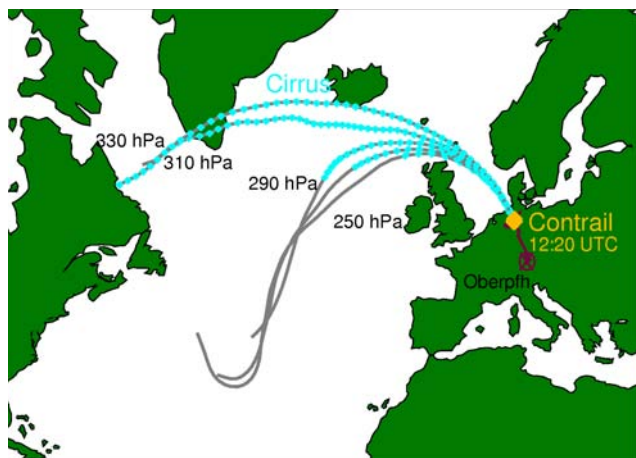 Cirrus
330 hPa
310 hPa
290 hPa
250 hPa
Contrail
12:20 UTC
Oberpfh.